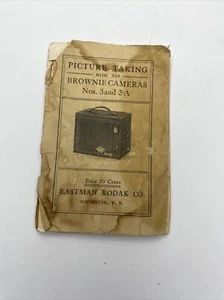 PICTURE TAKING
WITH THE
BROWNIE CAMERAS
Nos. 3 and 2-A
Price 10 Cents
EASTMAN KODAK CO.
ROCHESTER, N. Y.